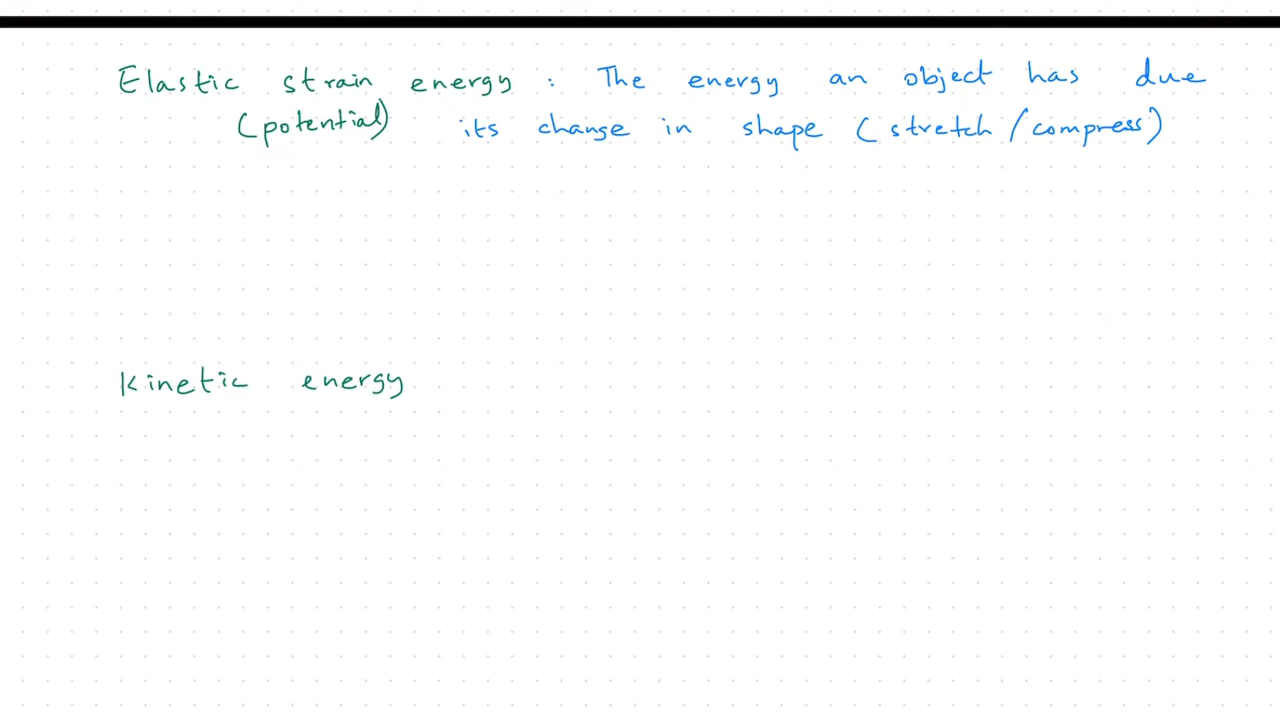 Elastic strain energy : The energy an object has due
(potential) its change in shape (stretch/compress)
Kinetic energy